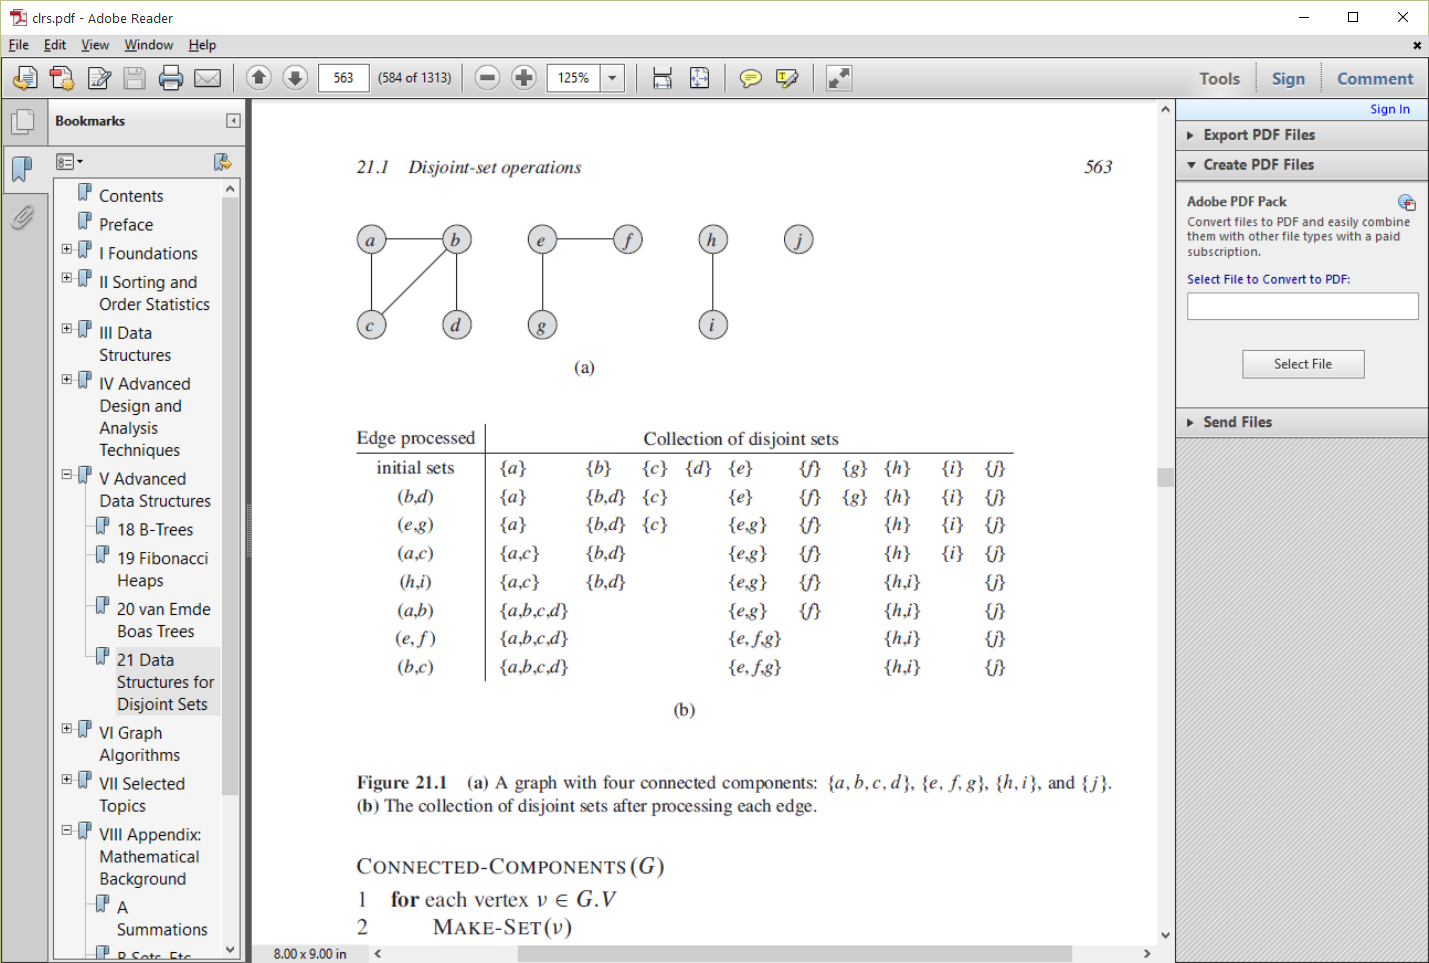 clrs.pdf - Adobe Reader
File Edit View Window Help
563 (584 of 1313) 125% Tools Sign Comment
Bookmarks
Contents
Preface
I Foundations
II Sorting and
Order Statistics
III Data
Structures
IV Advanced
Design and
Analysis
Techniques
V Advanced
Data Structures
18 B-Trees
19 Fibonacci
Heaps
20 van Emde
Boas Trees
21 Data
Structures for
Disjoint Sets
VI Graph
Algorithms
VII Selected
Topics
VIII Appendix:
Mathematical
Background
A
Summations
B Sets, Etc.
21.1 Disjoint-set operations 563
a b e f h j
c d g i
(a)
Edge processed Collection of disjoint sets
initial sets {a} {b} {c} {d} {e} {f} {g} {h} {i} {j}
(b,d) {a} {b,d} {c} {e} {f} {g} {h} {i} {j}
(e,g) {a} {b,d} {c} {e,g} {f} {h} {i} {j}
(a,c) {a,c} {b,d} {e,g} {f} {h} {i} {j}
(h,i) {a,c} {b,d} {e,g} {f} {h,i} {j}
(a,b) {a,b,c,d} {e,g} {f} {h,i} {j}
(e, f) {a,b,c,d} {e, f,g} {h,i} {j}
(b,c) {a,b,c,d} {e, f,g} {h,i} {j}
(b)
Figure 21.1 (a) A graph with four connected components: {a, b, c, d}, {e, f, g}, {h, i}, and {j}.
(b) The collection of disjoint sets after processing each edge.
CONNECTED-COMPONENTS(G)
1 for each vertex v ∈ G.V
2 MAKE-SET(v)
8.00 x 9.00 in
Sign In
Export PDF Files
Create PDF Files
Adobe PDF Pack
Convert files to PDF and easily combine
them with other file types with a paid
subscription.
Select File to Convert to PDF:
Select File
Send Files